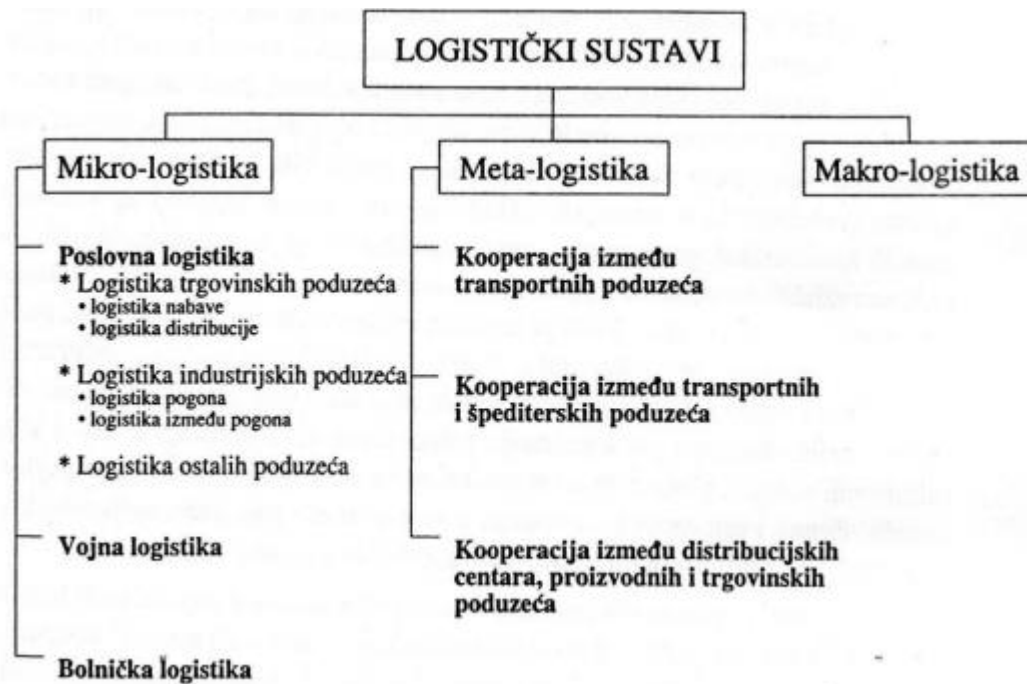 LOGISTIČKI SUSTAVI
Mikro-logistika
Meta-logistika
Makro-logistika
Poslovna logistika
* Logistika trgovinskih poduzeća
• logistika nabave
• logistika distribucije
* Logistika industrijskih poduzeća
• logistika pogona
• logistika između pogona
* Logistika ostalih poduzeća
Vojna logistika
Bolnička logistika
Kooperacija između
transportnih poduzeća
Kooperacija između transportnih
i špediterskih poduzeća
Kooperacija između distribucijskih
centara, proizvodnih i trgovinskih
poduzeća